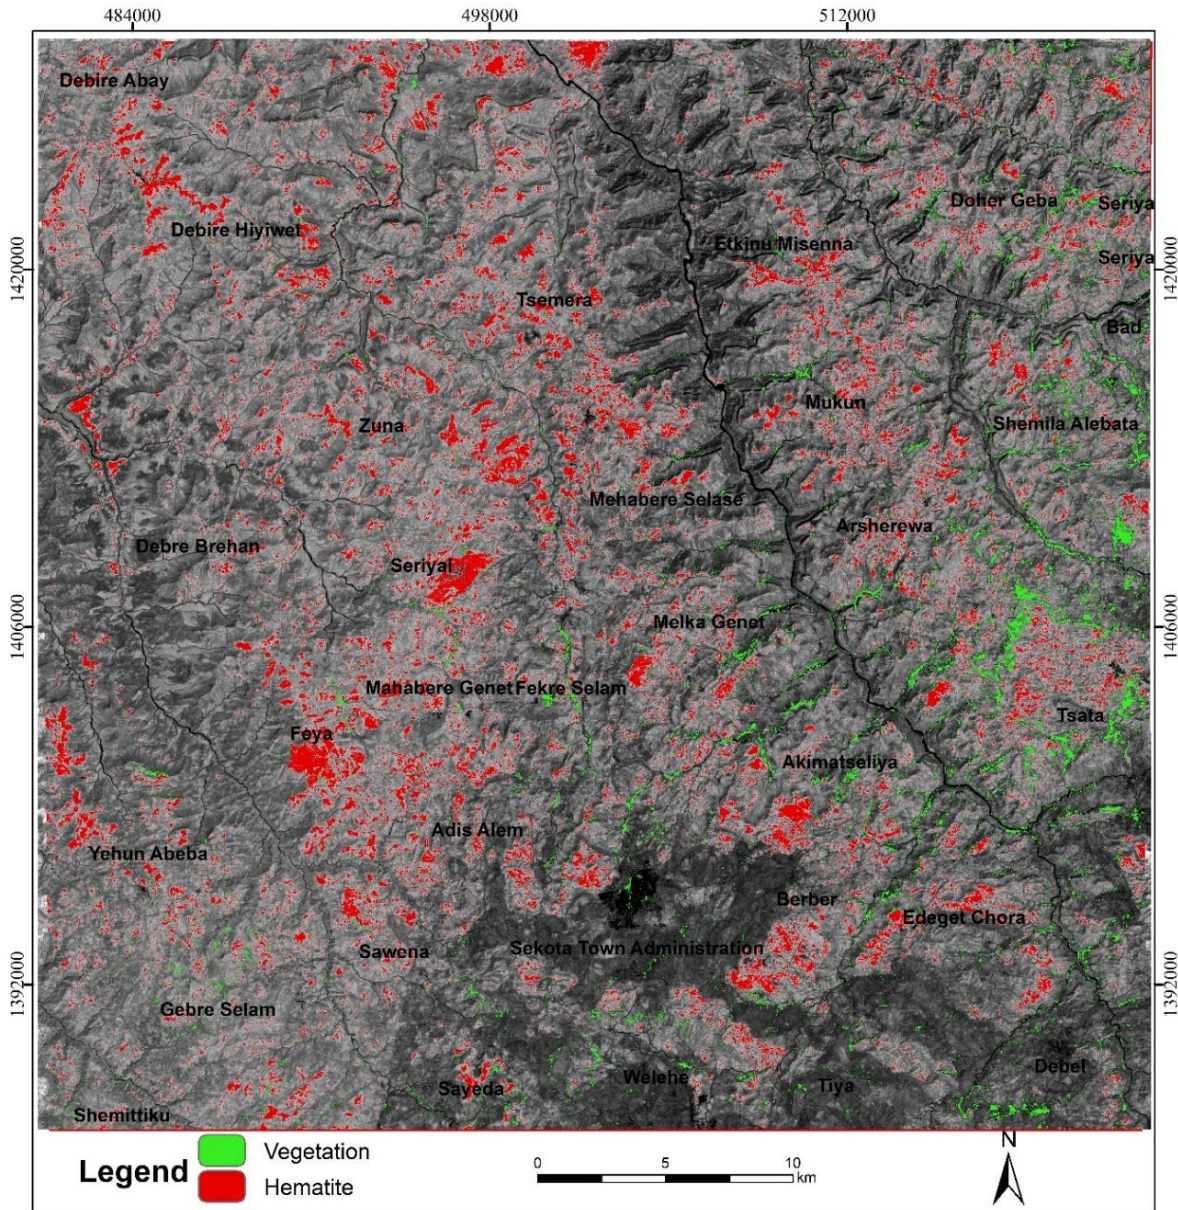 484000 498000 512000
Debire Abay
Doher Geba Seriya
Debire Hiyiwet
Etkinu Misenna
Seriya
1420000 1420000
Tsemera
Bad
Mukun
Zuna Shemila Alebata
Mehabere Selase
Arsherewa
Debre Brehan
Seriyal
1406000 1406000
Melka Genet
Mahabere Genet Fekre Selam
Tsata
Feya
Akimatseliya
Adis Alem
Yehun Abeba
Berber
Edeget Chora
Sawena Sekota Town Administration
1392000 1392000
Gebre Selam
Debel
Welehe
Sayeda Tiya
Shemittiku
Legend
Vegetation
Hematite
0 5 10
km
N